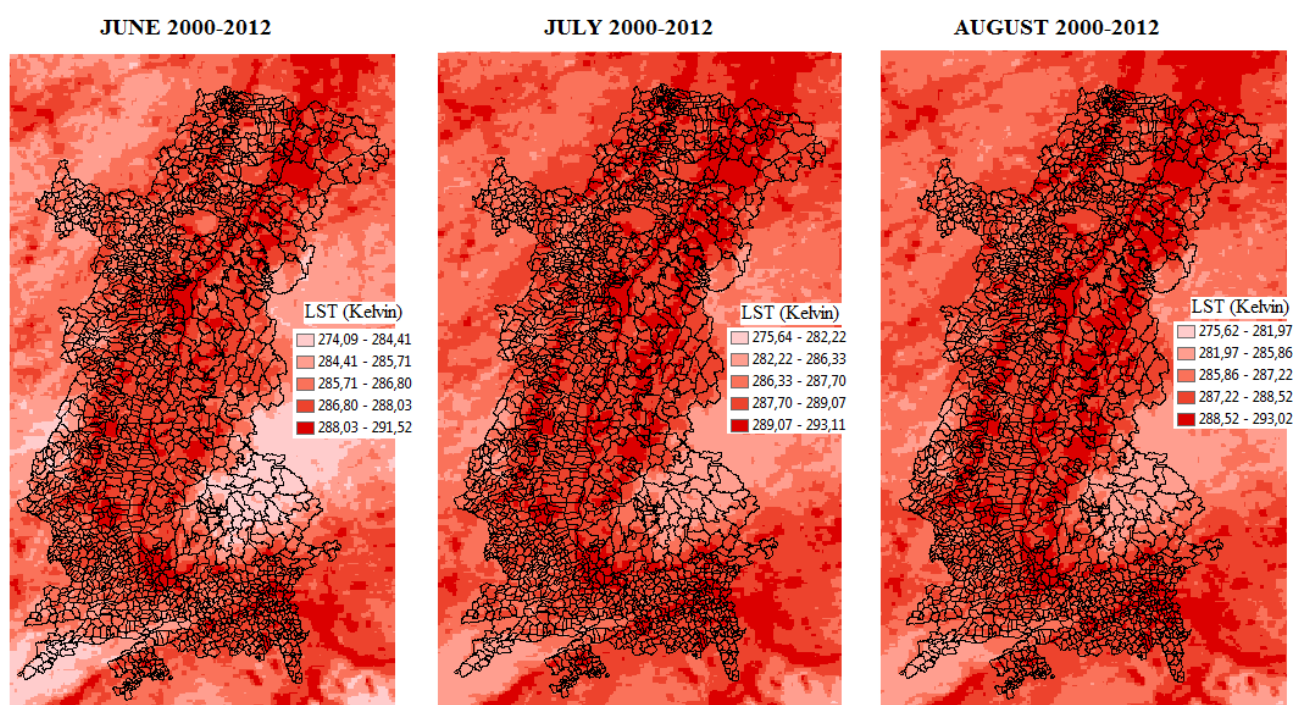 JUNE 2000-2012
JULY 2000-2012
AUGUST 2000-2012
LST (Kelvin)
274,09 - 284,41
284,41 - 285,71
285,71 - 286,80
286,80 - 288,03
288,03 - 291,52
LST (Kelvin)
275,64 - 282,22
282,22 - 286,33
286,33 - 287,70
287,70 - 289,07
289,07 - 293,11
LST (Kelvin)
275,62 - 281,97
281,97 - 285,86
285,86 - 287,22
287,22 - 288,52
288,52 - 293,02